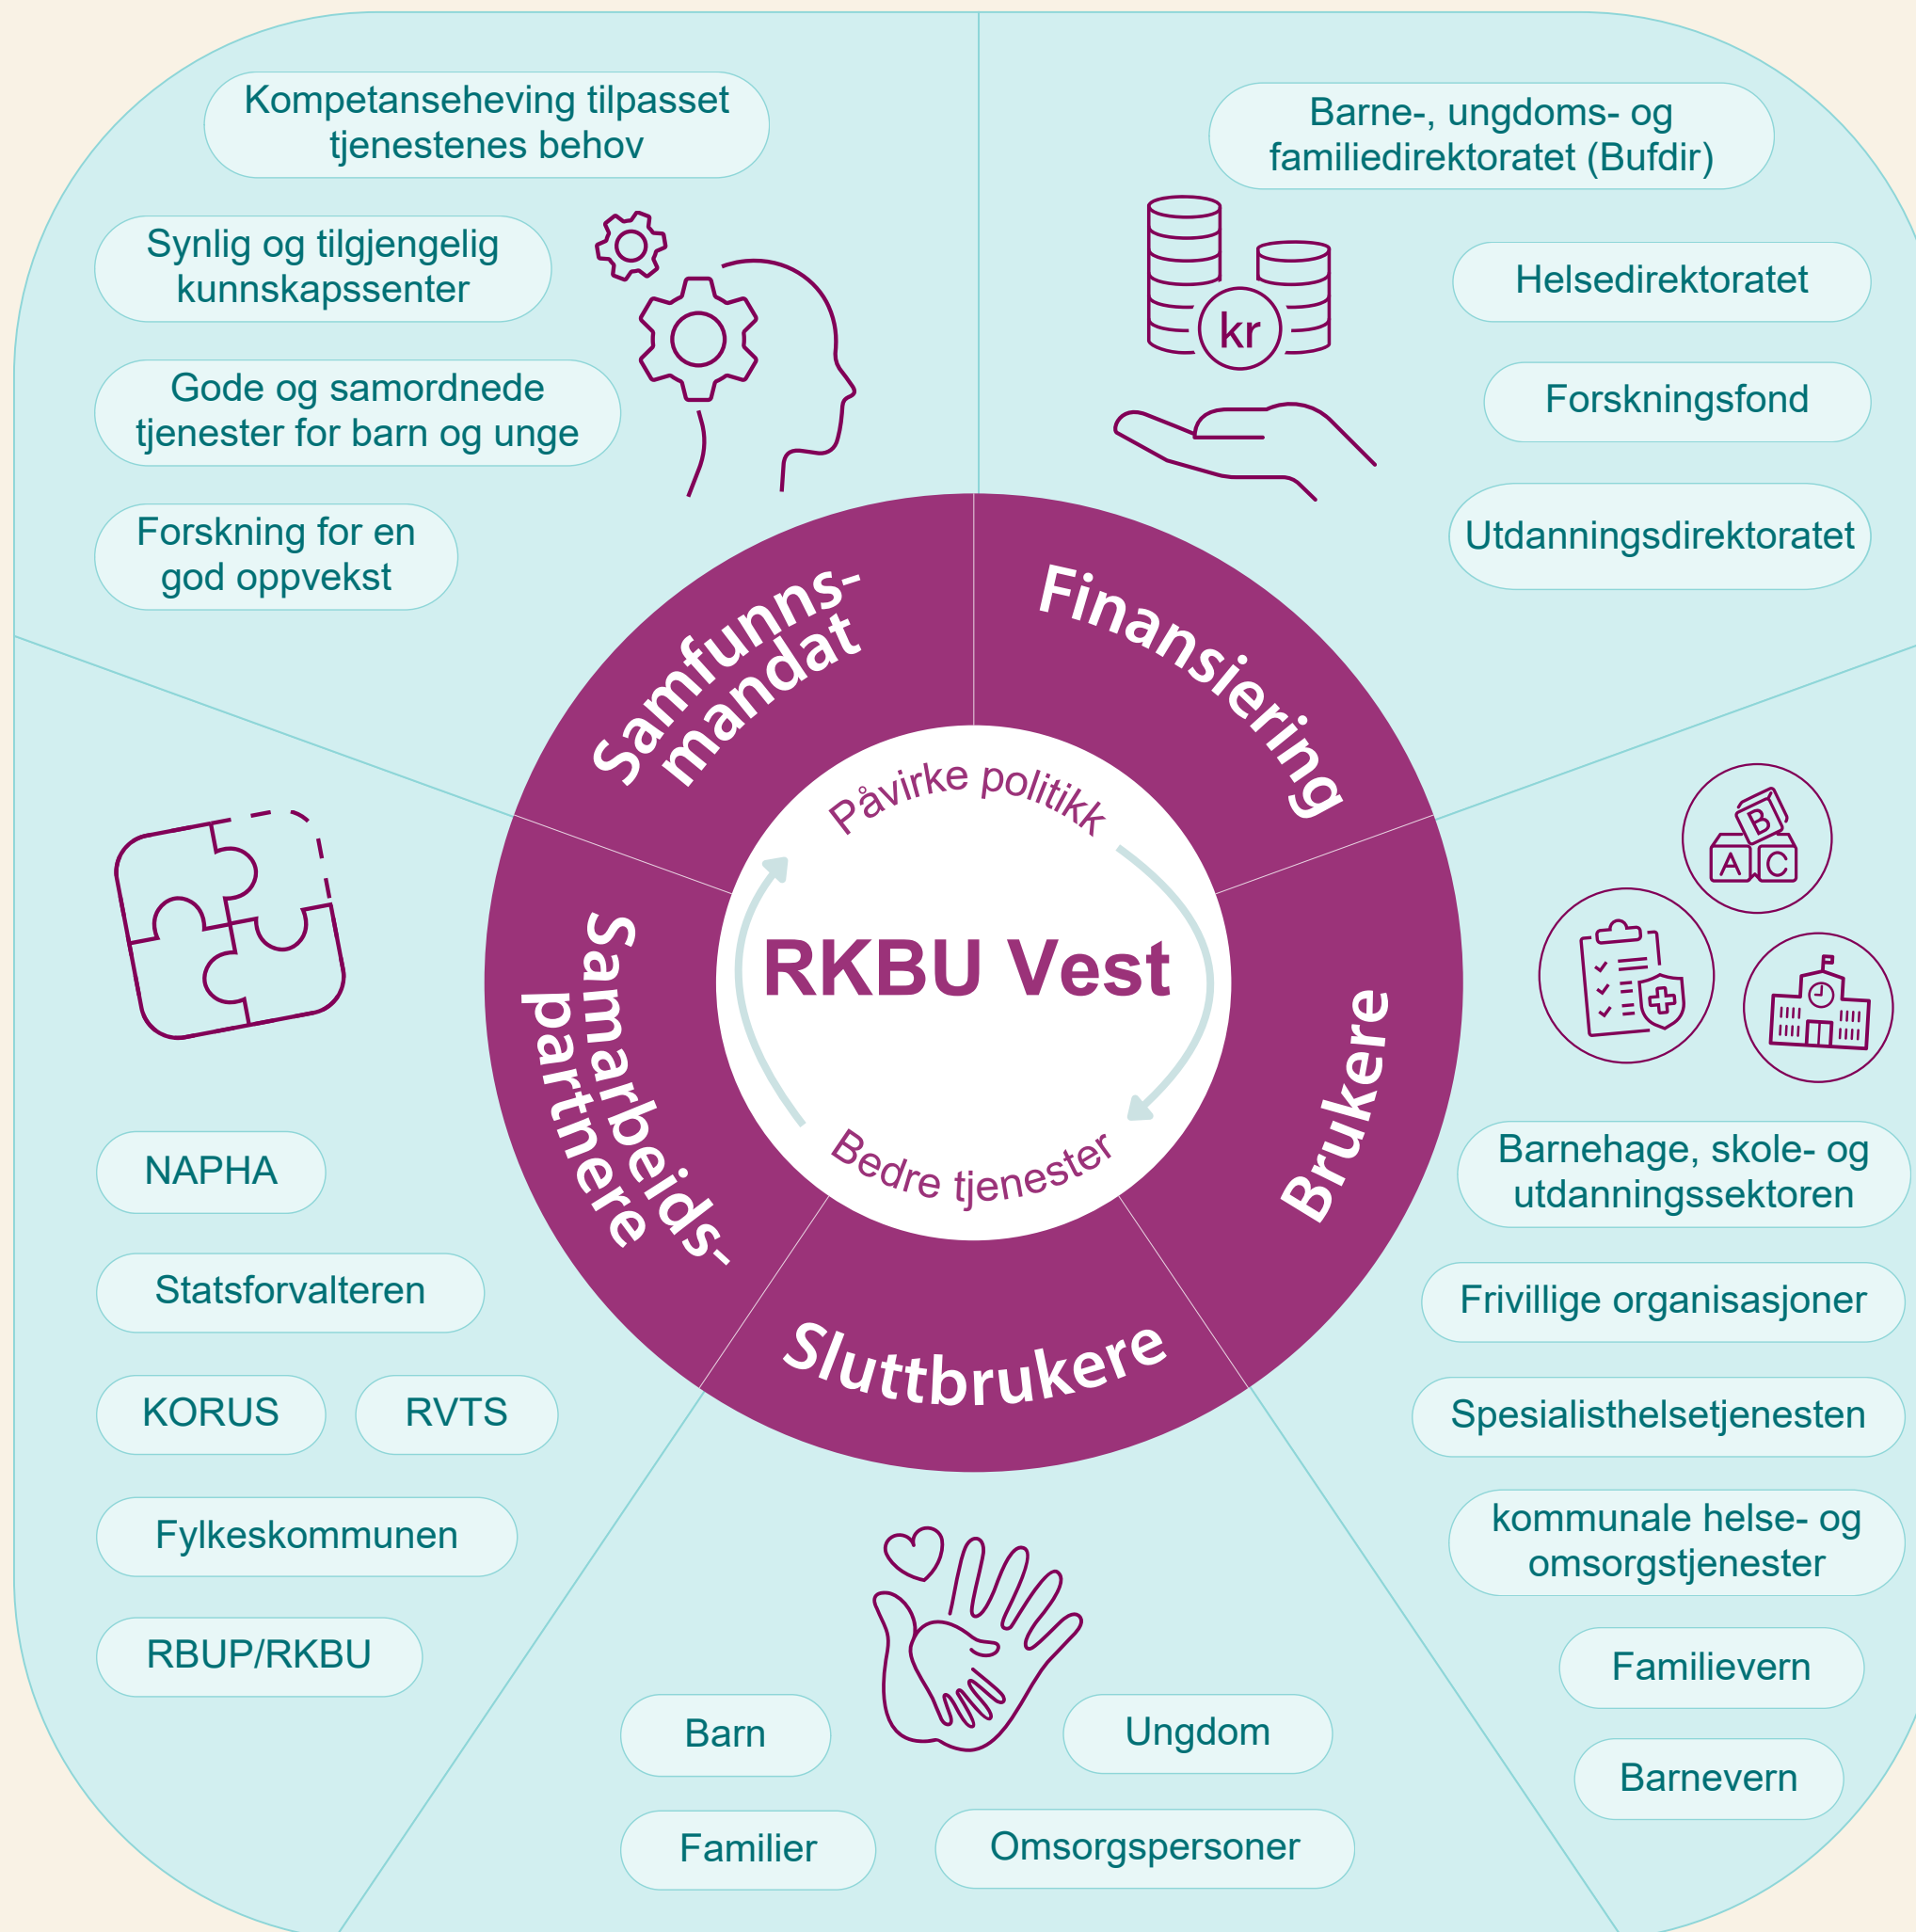 Kompetanseheving tilpasset
tjenestenes behov
Synlig og tilgjengelig
kunnskapssenter
Gode og samordnede
tjenester for barn og unge
Forskning for en
god oppvekst
Barne-, ungdoms- og
familiedirektoratet (Bufdir)
Helsedirektoratet
Forskningsfond
Utdanningsdirektoratet
kr
Samfunns-
mandat
Finansiering
Brukere
Sluttbrukere
Samarbeids-
partnere
Påvirke politikk
RKBU Vest
Bedre tjenester
B
A
C
Barnehage, skole- og
utdanningssektoren
Frivillige organisasjoner
Spesialisthelsetjenesten
kommunale helse- og
omsorgstjenester
Familievern
Barnevern
NAPHA
Statsforvalteren
KORUS
RVTS
Fylkeskommunen
RBUP/RKBU
Barn
Ungdom
Familier
Omsorgspersoner